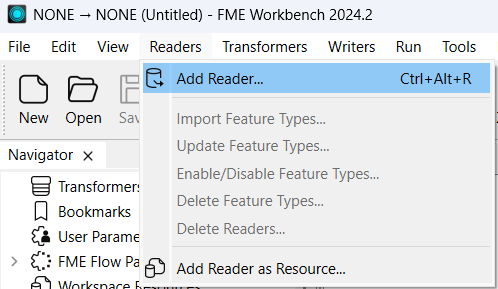 NONE → NONE (Untitled) - FME Workbench 2024.2
File Edit View Readers Transformers Writers Run Tools
Add Reader... Ctrl+Alt+R
New Open Sav
Import Feature Types...
Update Feature Types...
Navigator
Enable/Disable Feature Types...
Transformers
Delete Feature Types...
Bookmarks
User Parame
Delete Readers...
FME Flow Pa
Add Reader as Resource...
Workspace Resources